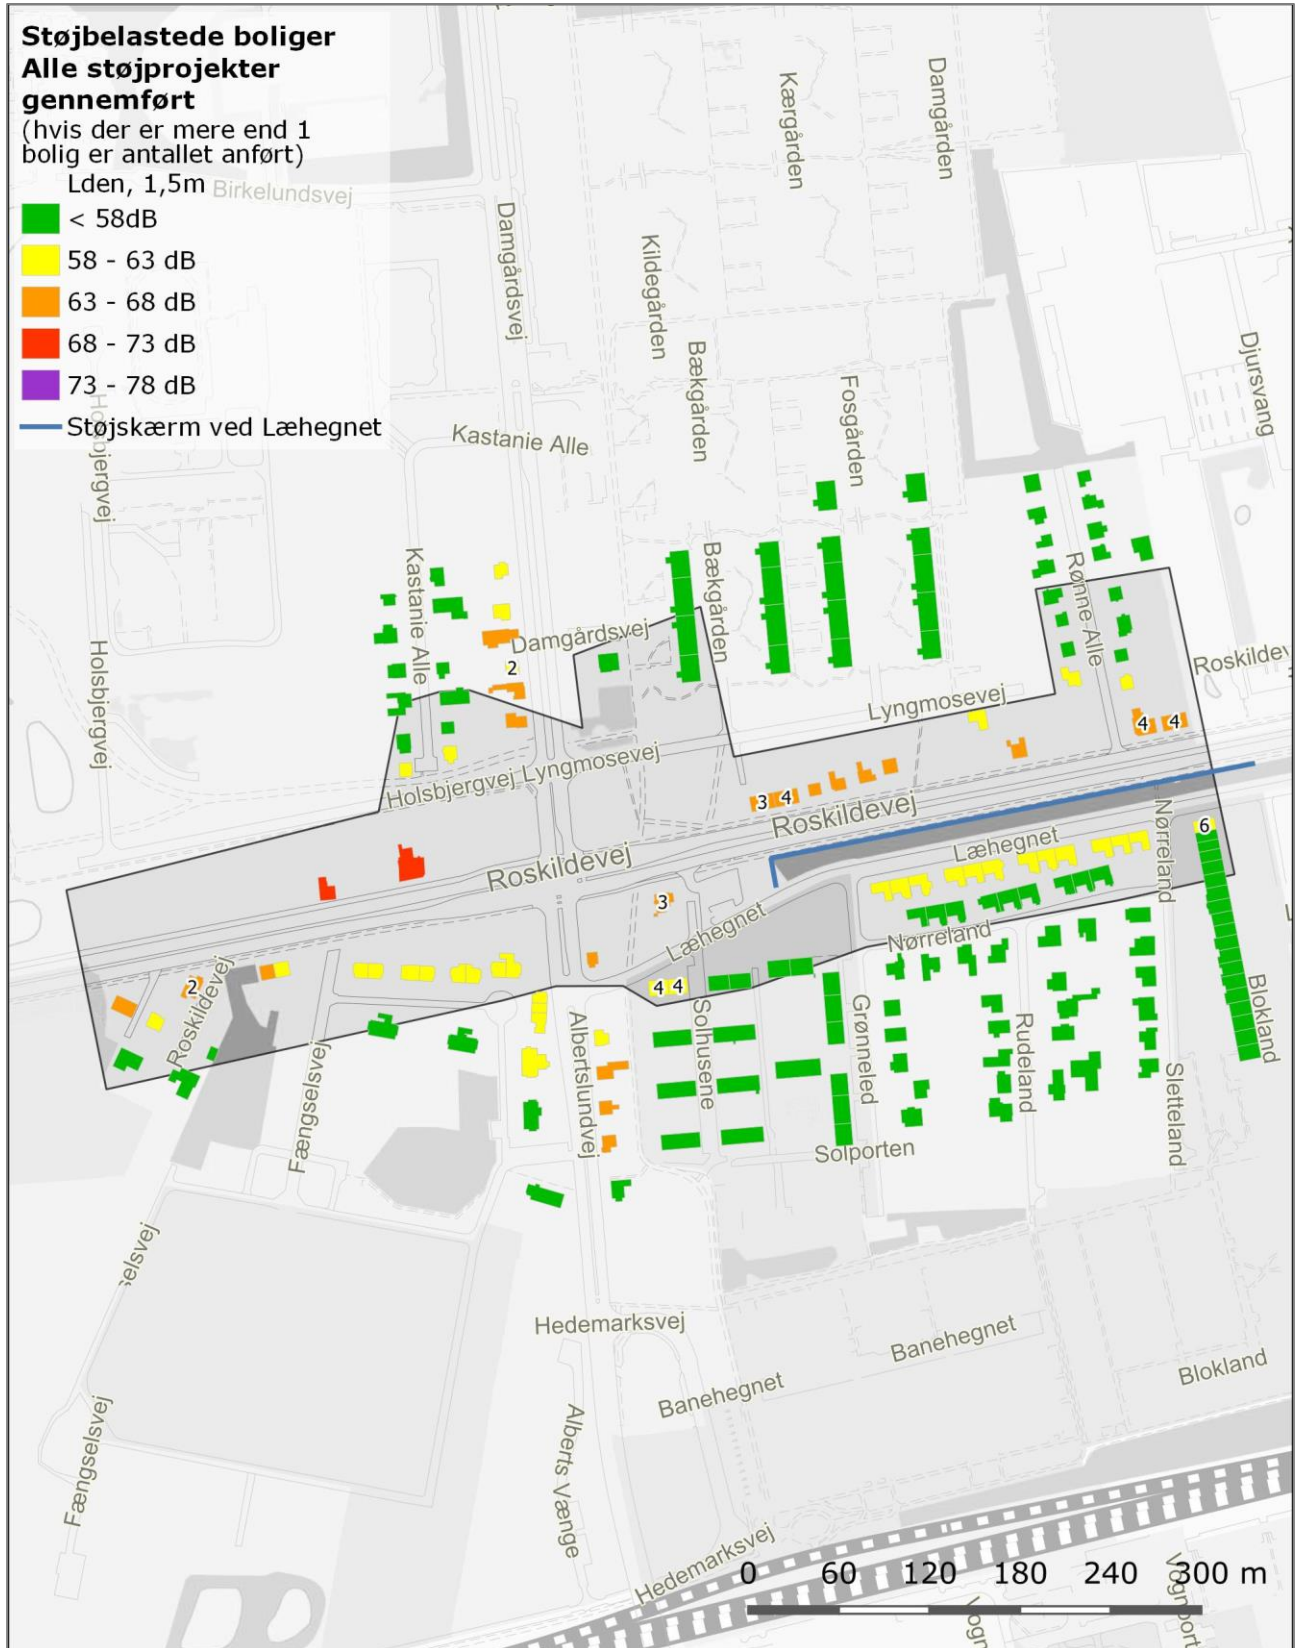 Støjbelastede boliger
Alle støjprojekter
gennemført
(hvis der er mere end 1
bolig er antallet anført)
Lden, 1,5m
< 58dB
58 - 63 dB
63 - 68 dB
68 - 73 dB
73 - 78 dB
Støjskærm ved Læhegnet
Birkelundsvej
Damgårdsvej
Kærgården
Damgården
Kildegården
Bækgården
Fosgården
Djursvang
Holsbjergvej
Kastanie Alle
Kastanie Alle
Bækgården
Rønne Alle
Damgårdsvej
2
Holsbjergvej
Roskildev
Lyngmosevej
4
4
Holsbjergvej
Lyngmosevej
3
4
Roskildevej
Roskildevej
Læhegnet
Nørreland
6
3
Læhegnet
Nørreland
2
Roskildevej
4
4
Solhusene
Grønneled
Rudeland
Blokland
Fængselsvej
Albertslundvej
Sletteland
Solporten
selsvej
Hedemarksvej
Banehegnet
Banehegnet
Blokland
Fængselsvej
Alberts Vænge
Hedemarksvej
0 60 120 180 240 300 m